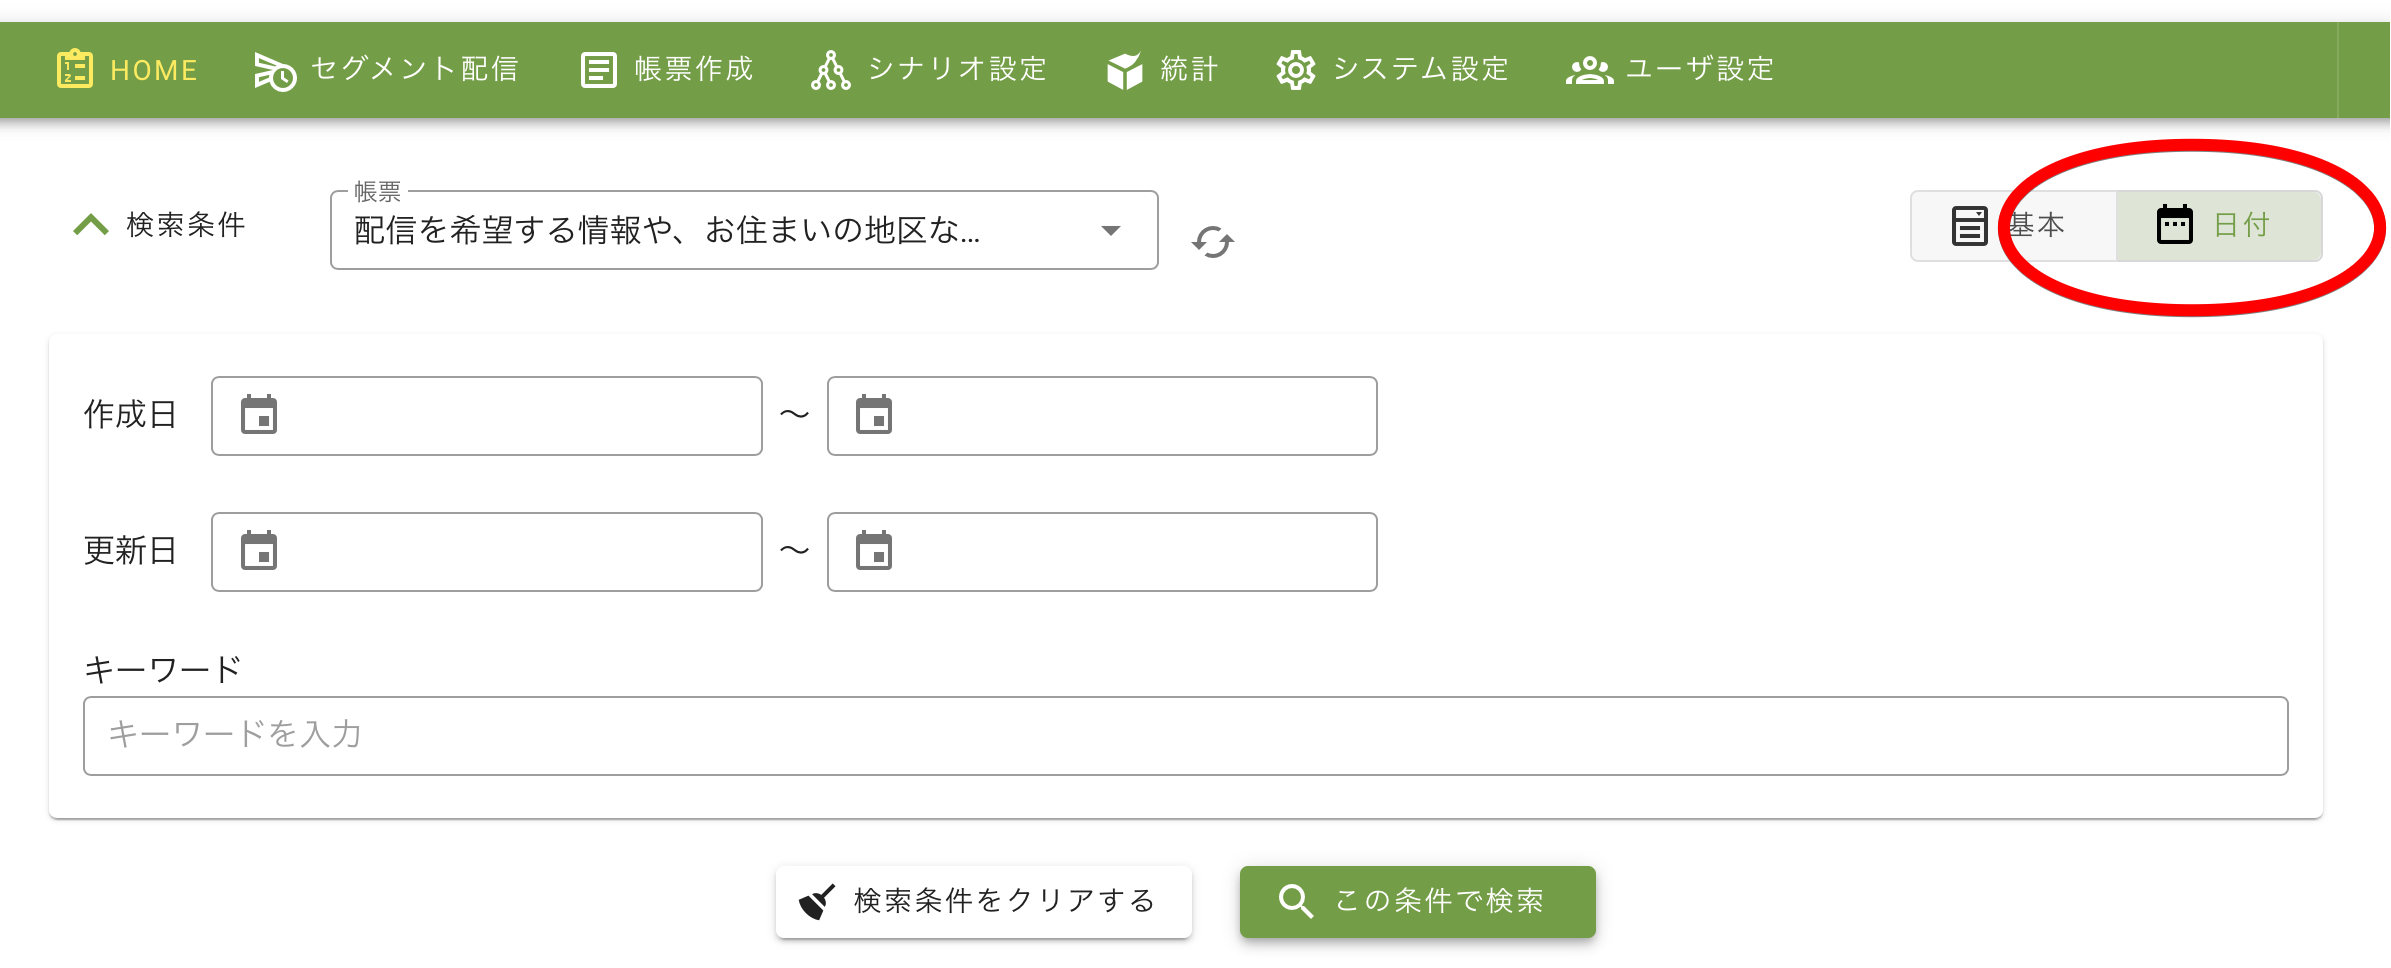 HOME セグメント配信 帳票作成 シナリオ設定 統計 システム設定 ユーザ設定
検索条件
帳票
配信を希望する情報や、お住まいの地区な...
基本 日付
作成日 ～
更新日 ～
キーワード
キーワードを入力
検索条件をクリアする この条件で検索